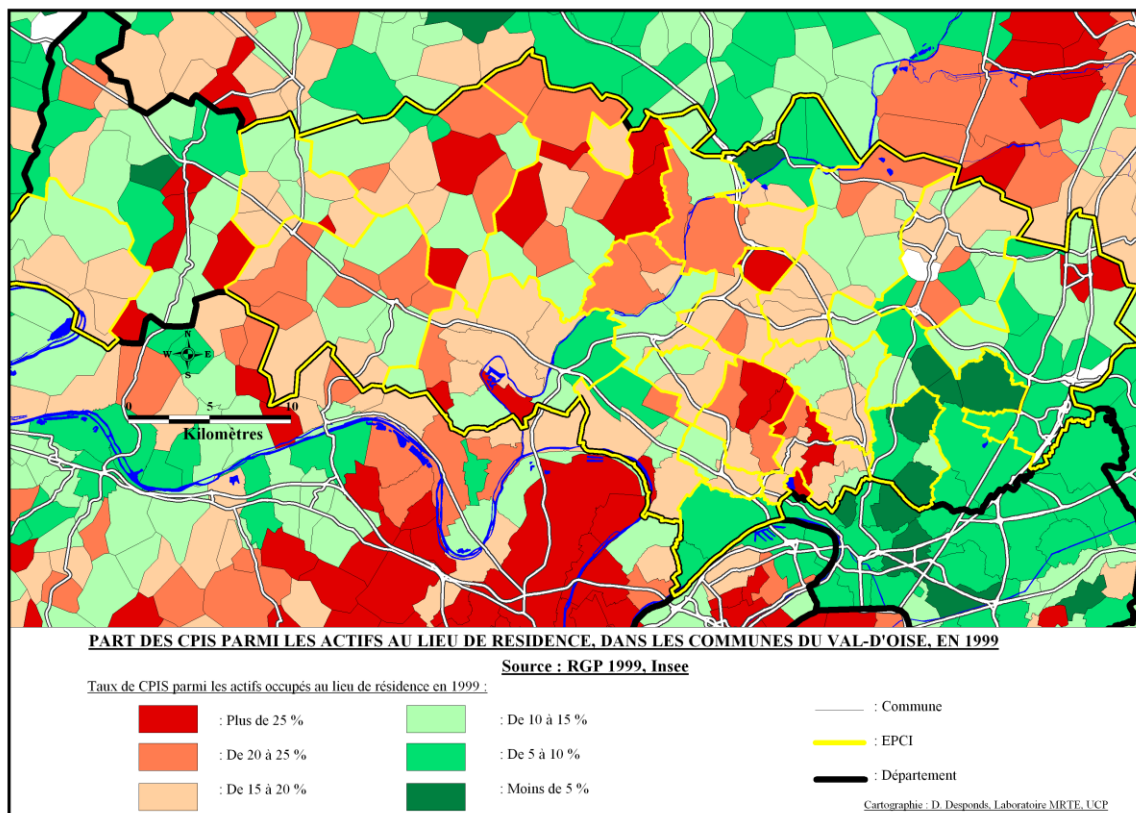 N
W E
S
0 5 10
Kilomètres
PART DES CPIS PARMI LES ACTIFS AU LIEU DE RESIDENCE, DANS LES COMMUNES DU VAL-D'OISE, EN 1999
Source : RGP 1999, Insee
Taux de CPIS parmi les actifs occupés au lieu de résidence en 1999 :
: Plus de 25 %
: De 20 à 25 %
: De 15 à 20 %
: De 10 à 15 %
: De 5 à 10 %
: Moins de 5 %
: Commune
: EPCI
: Département
Cartographie : D. Desponds, Laboratoire MRTE, UCP